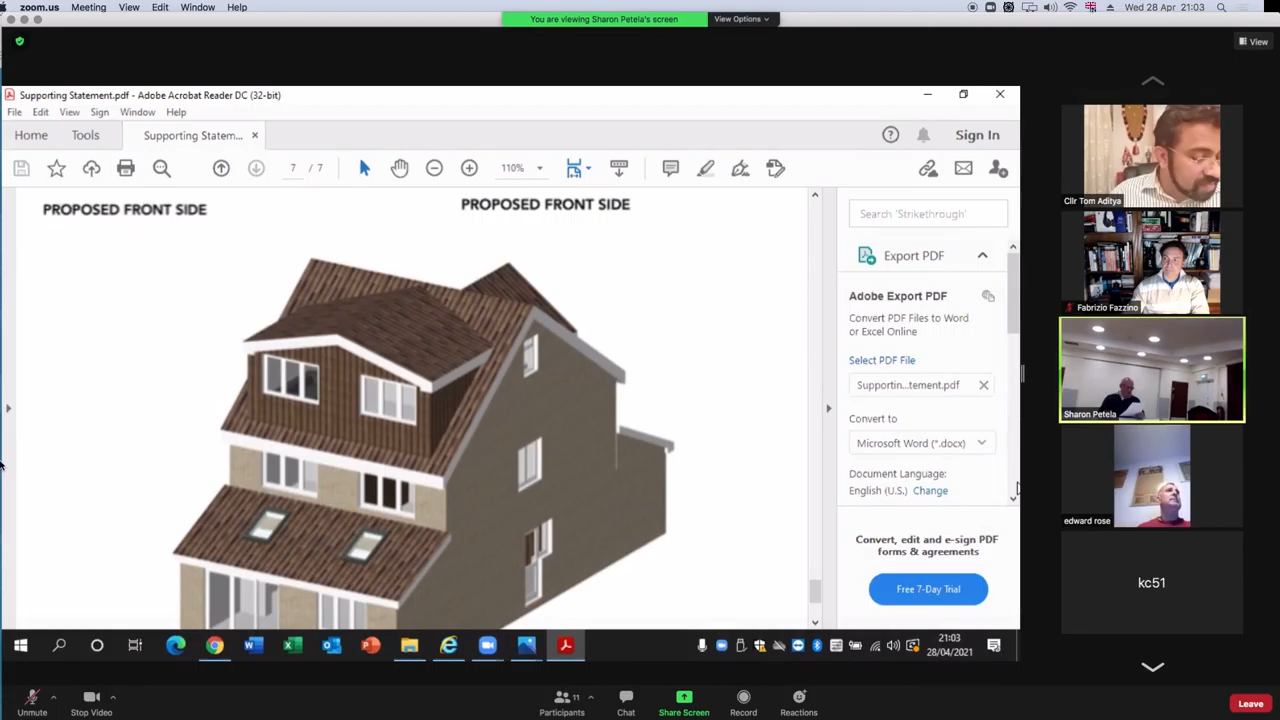 zoom.us Meeting View Edit Window Help
Wed 28 Apr 21:03
You are viewing Sharon Petela's screen View Options
View
Supporting Statement.pdf - Adobe Acrobat Reader DC (32-bit)
File Edit View Sign Window Help
Home Tools Supporting Statem... × Sign In
7 / 7 110%
PROPOSED FRONT SIDE PROPOSED FRONT SIDE
Search 'Strikethrough'
Export PDF
Adobe Export PDF
Convert PDF Files to Word
or Excel Online
Select PDF File
Supportin...tement.pdf
Convert to
Microsoft Word (*.docx)
Document Language:
English (U.S.) Change
Convert, edit and e-sign PDF
forms & agreements
Free 7-Day Trial
Cllr Tom Aditya
Fabrizio Fazzino
Sharon Petela
edward rose
kc51
21:03
28/04/2021
Unmute Stop Video Participants 11 Chat Share Screen Record Reactions Leave